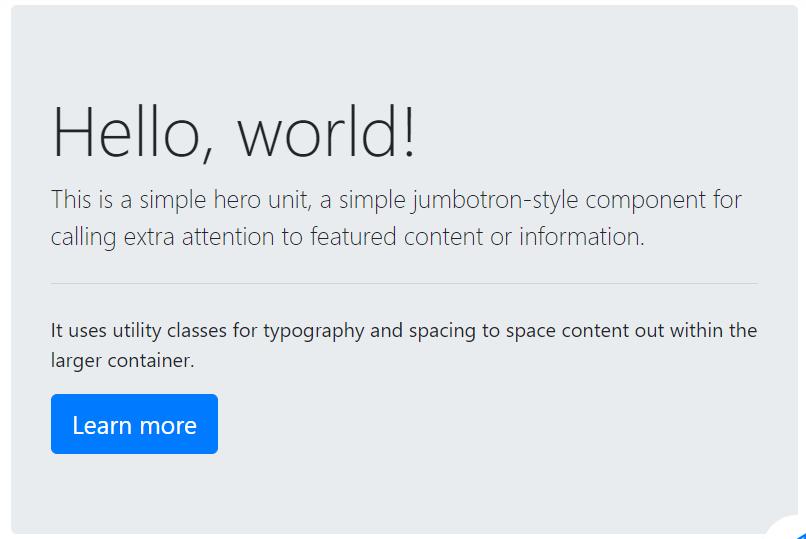 Hello, world!
This is a simple hero unit, a simple jumbotron-style component for
calling extra attention to featured content or information.
It uses utility classes for typography and spacing to space content out within the
larger container.
Learn more